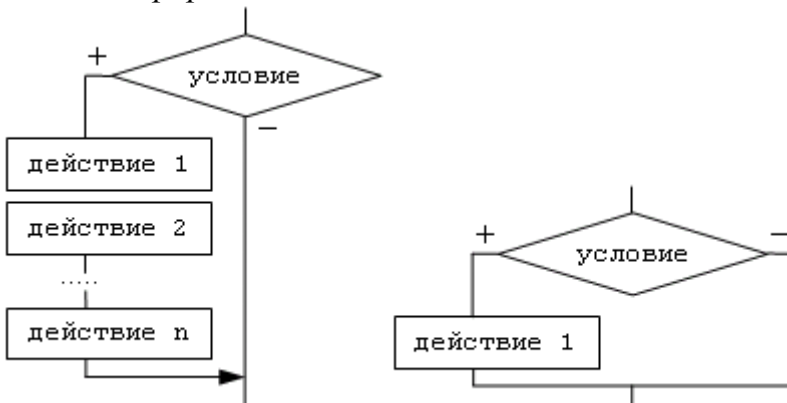 +
условие
−
действие 1
действие 2
.....
действие n
+
−
условие
действие 1